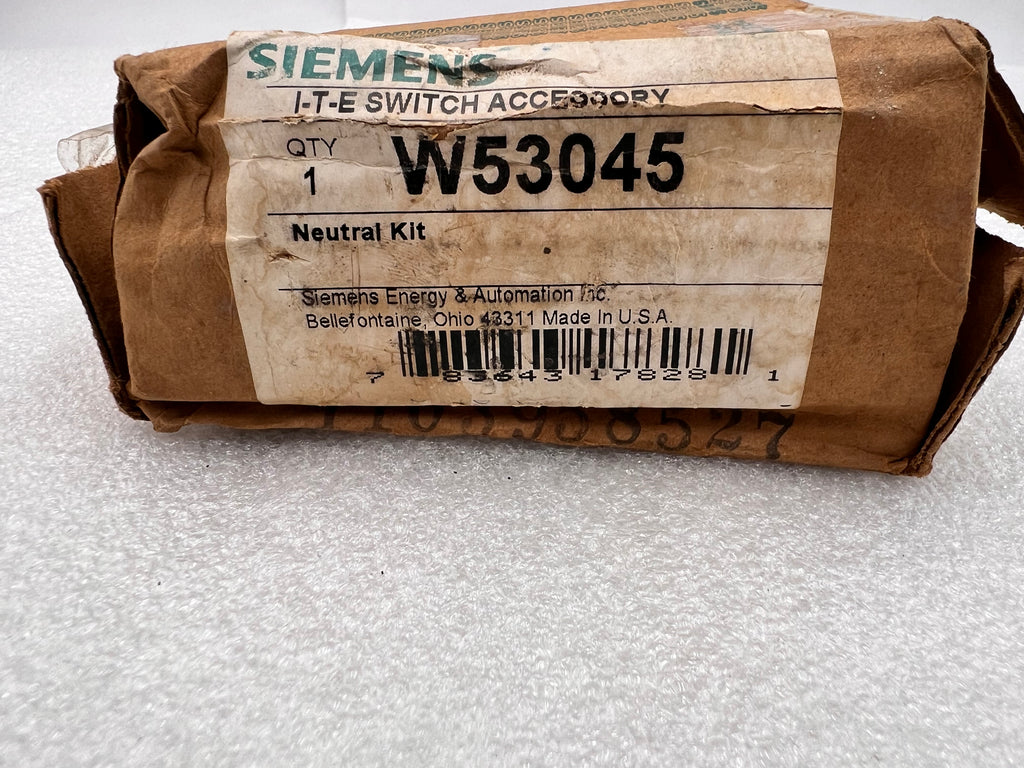 SIEMENS
I-T-E SWITCH ACCESSORY
QTY
1
W53045
Neutral Kit
Siemens Energy & Automation Inc.
Bellefontaine, Ohio 43311 Made In U.S.A.
7 83643 17828 1
1103958527